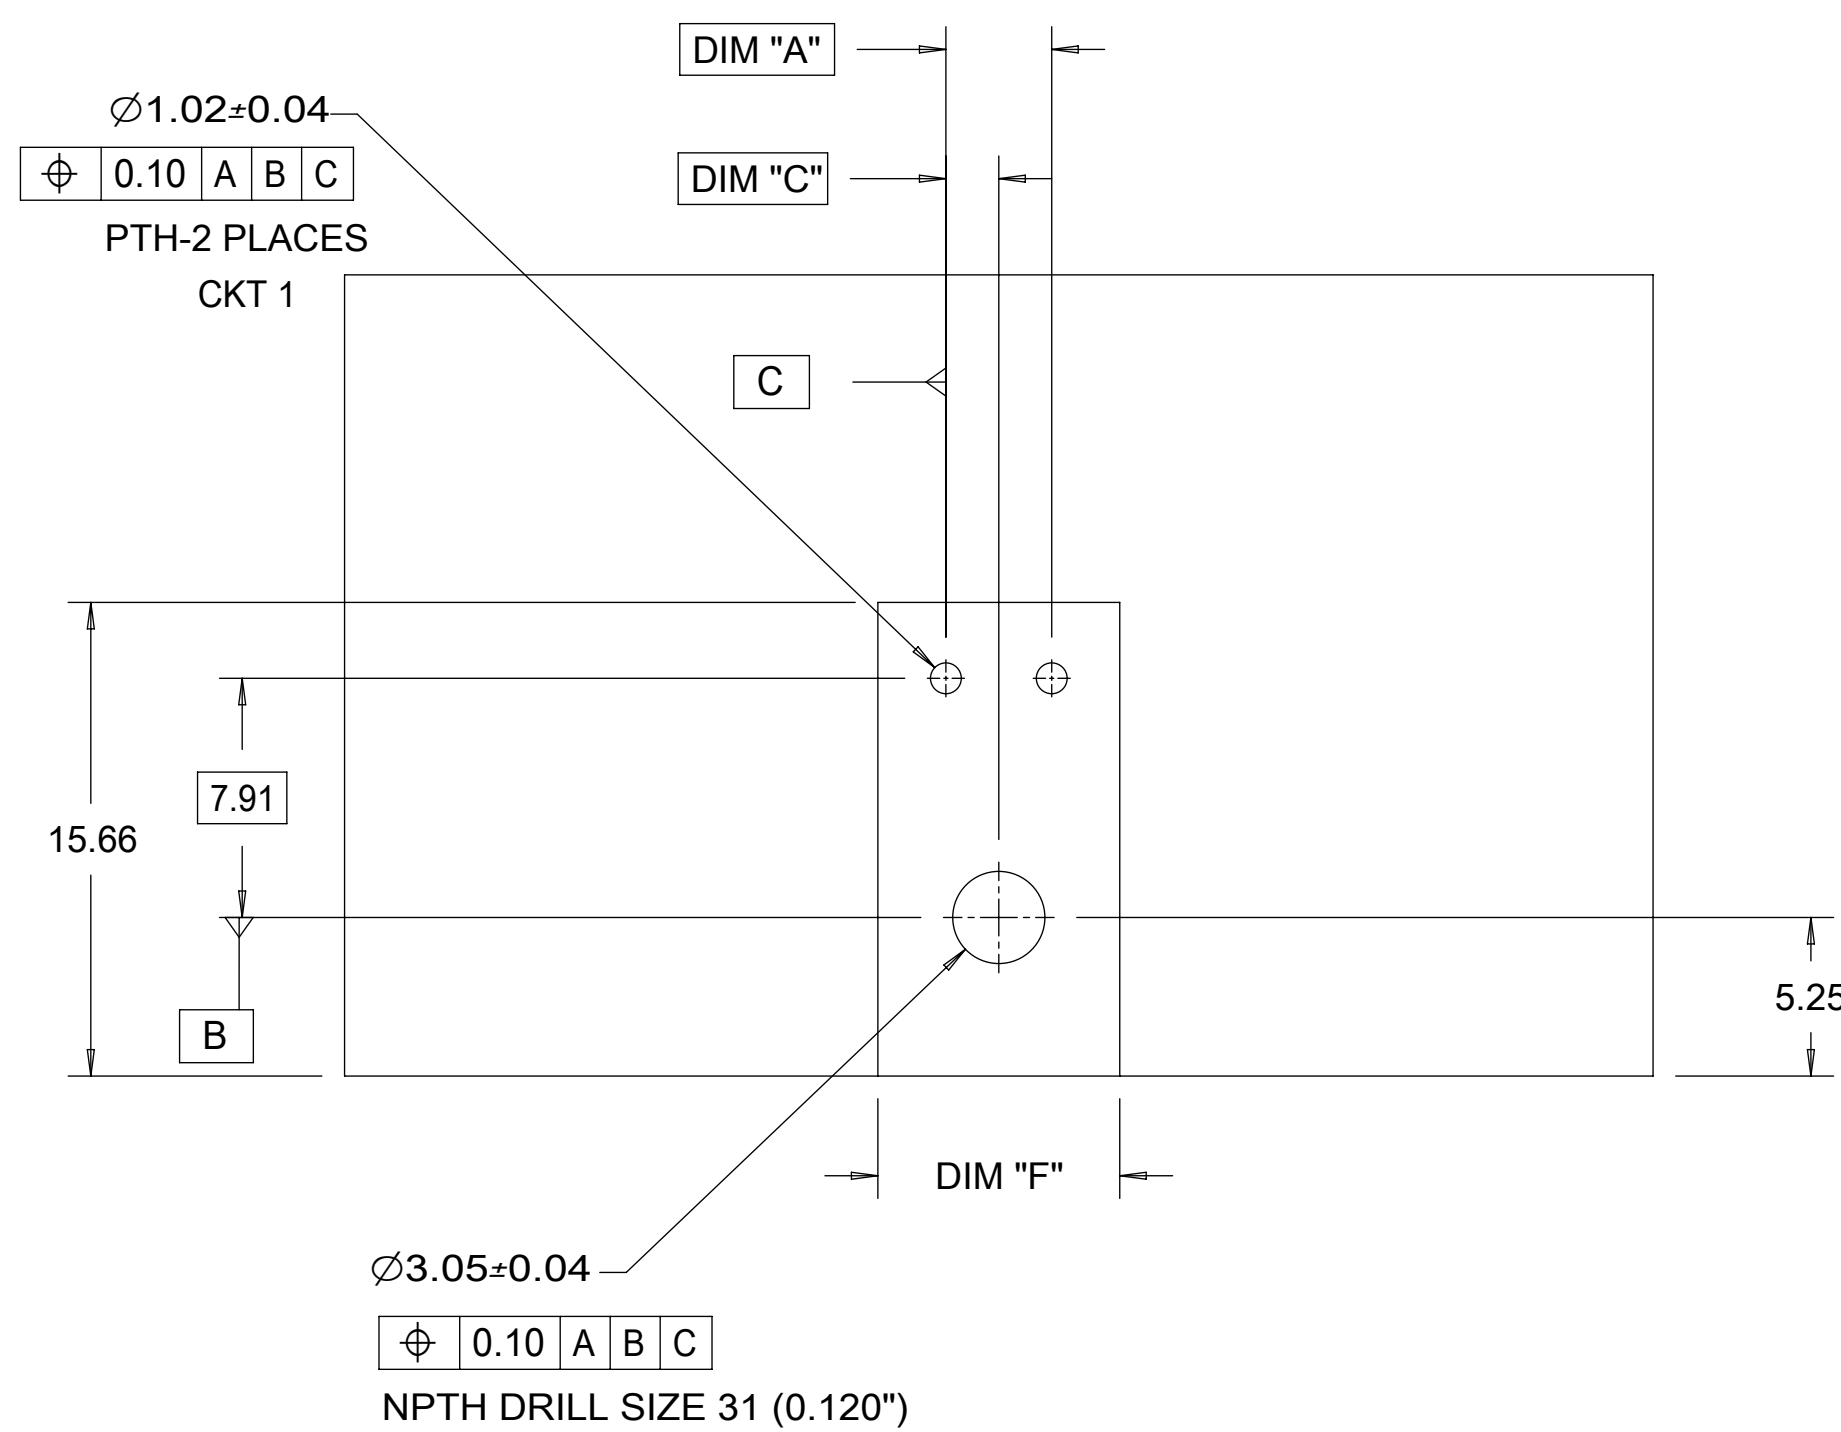 DIM "A"
⌀1.02±0.04
⌖ 0.10 A B C
DIM "C"
PTH-2 PLACES
CKT 1
C
7.91
15.66
5.25
B
DIM "F"
⌀3.05±0.04
⌖ 0.10 A B C
NPTH DRILL SIZE 31 (0.120")